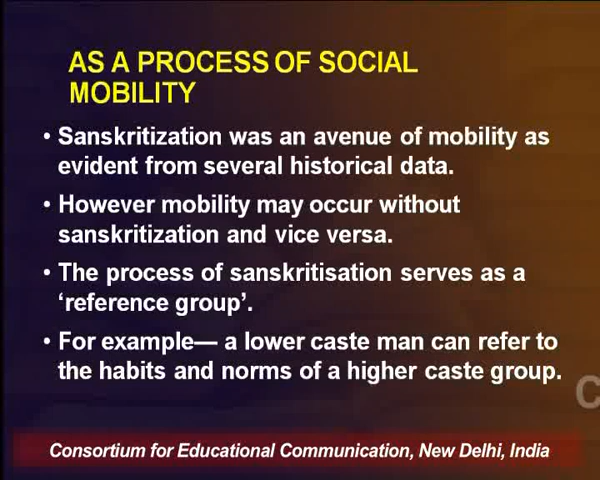 AS A PROCESS OF SOCIAL
MOBILITY
• Sanskritization was an avenue of mobility as
evident from several historical data.
• However mobility may occur without
sanskritization and vice versa.
• The process of sanskritisation serves as a
‘reference group’.
• For example— a lower caste man can refer to
the habits and norms of a higher caste group.
C
Consortium for Educational Communication, New Delhi, India